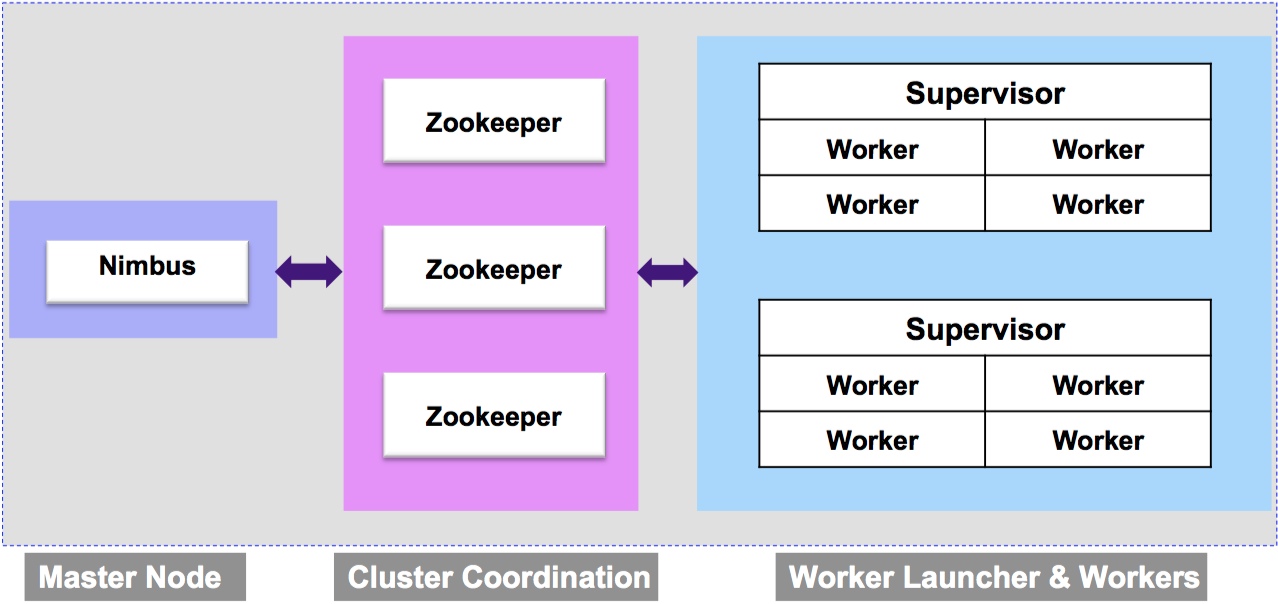 Nimbus
Zookeeper
Zookeeper
Zookeeper
Supervisor
Worker Worker
Worker Worker
Supervisor
Worker Worker
Worker Worker
Master Node
Cluster Coordination
Worker Launcher & Workers